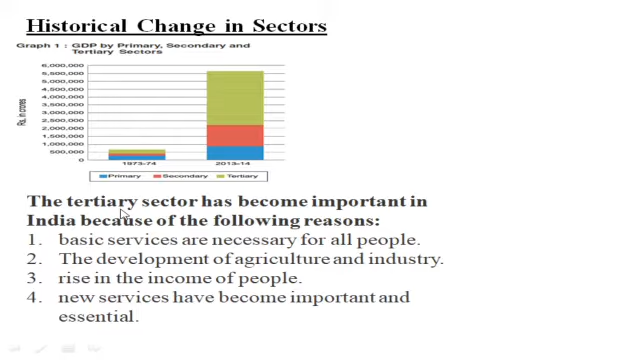 Historical Change in Sectors
Graph 1 : GDP by Primary, Secondary and
Tertiary Sectors
Rs. in crores
6,000,000
5,500,000
5,000,000
4,500,000
4,000,000
3,500,000
3,000,000
2,500,000
2,000,000
1,500,000
1,000,000
500,000
0
1973-74 2013-14
Primary Secondary Tertiary
The tertiary sector has become important in
India because of the following reasons:
1. basic services are necessary for all people.
2. The development of agriculture and industry.
3. rise in the income of people.
4. new services have become important and
essential.